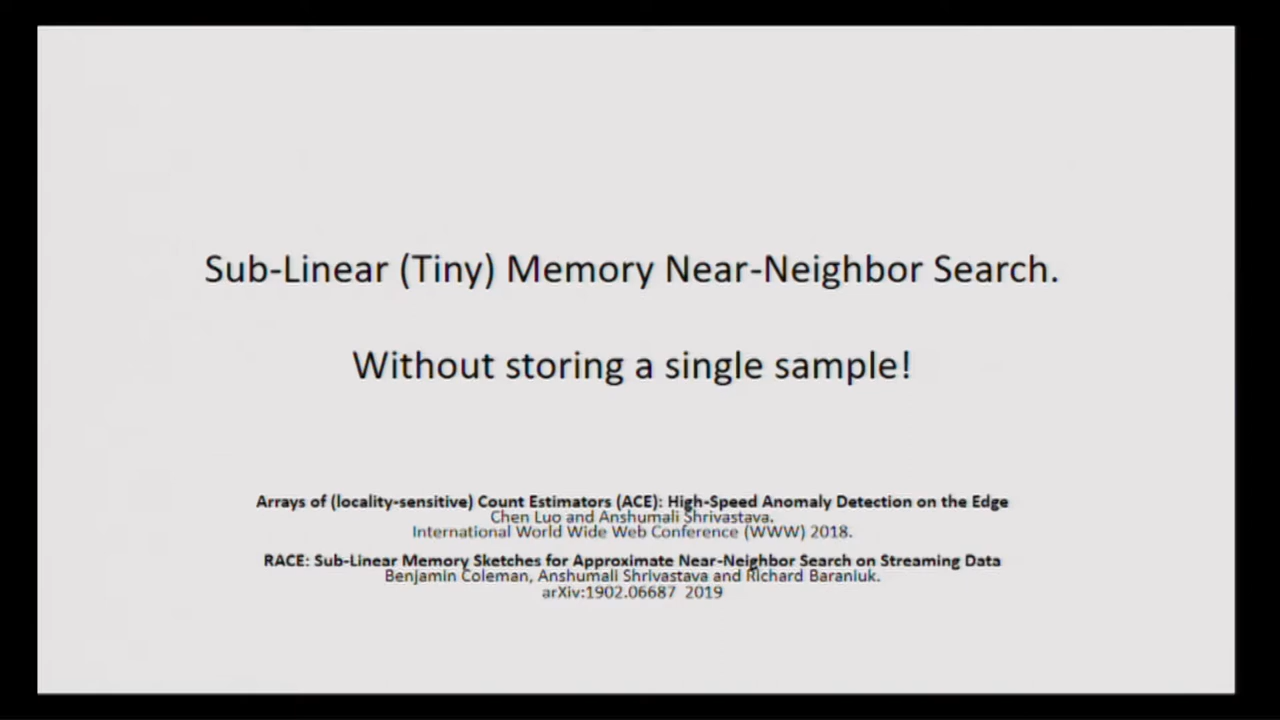 Sub-Linear (Tiny) Memory Near-Neighbor Search.
Without storing a single sample!
Arrays of (locality-sensitive) Count Estimators (ACE): High-Speed Anomaly Detection on the Edge
Chen Luo and Anshumali Shrivastava.
International World Wide Web Conference (WWW) 2018.
RACE: Sub-Linear Memory Sketches for Approximate Near-Neighbor Search on Streaming Data
Benjamin Coleman, Anshumali Shrivastava and Richard Baraniuk.
arXiv:1902.06687 2019